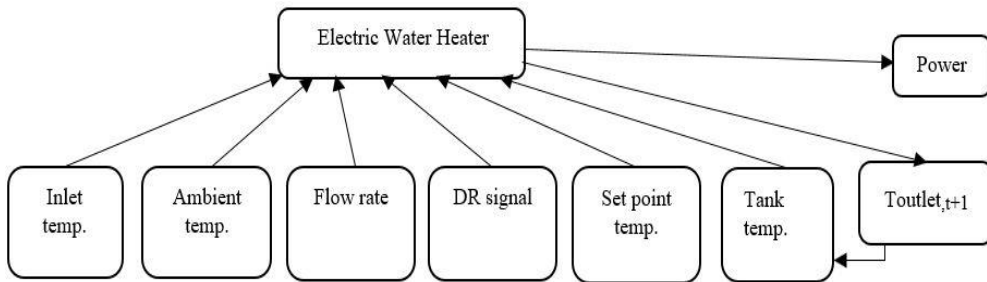 Electric Water Heater
Power
Inlet
temp.
Ambient
temp.
Flow rate
DR signal
Set point
temp.
Tank
temp.
Toutlet,t+1